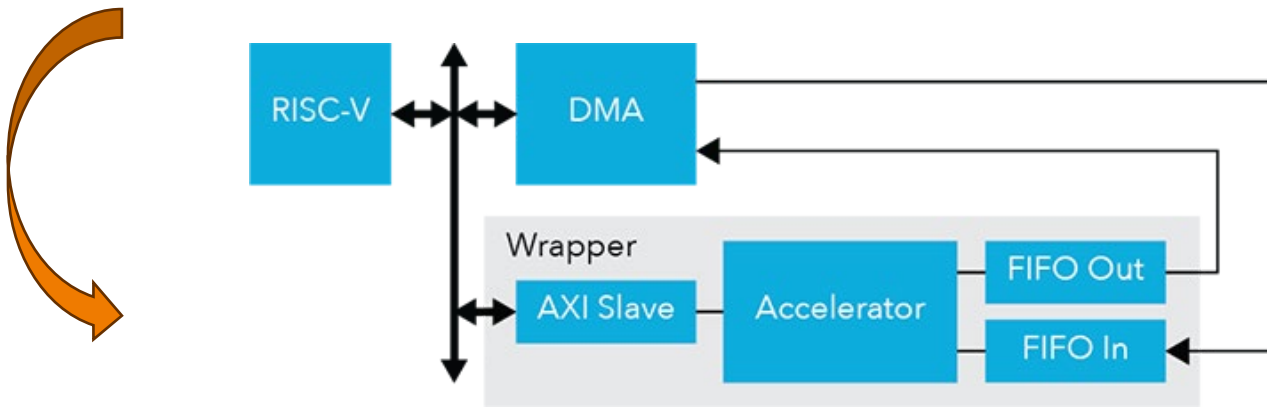 RISC-V
DMA
Wrapper
AXI Slave
Accelerator
FIFO Out
FIFO In